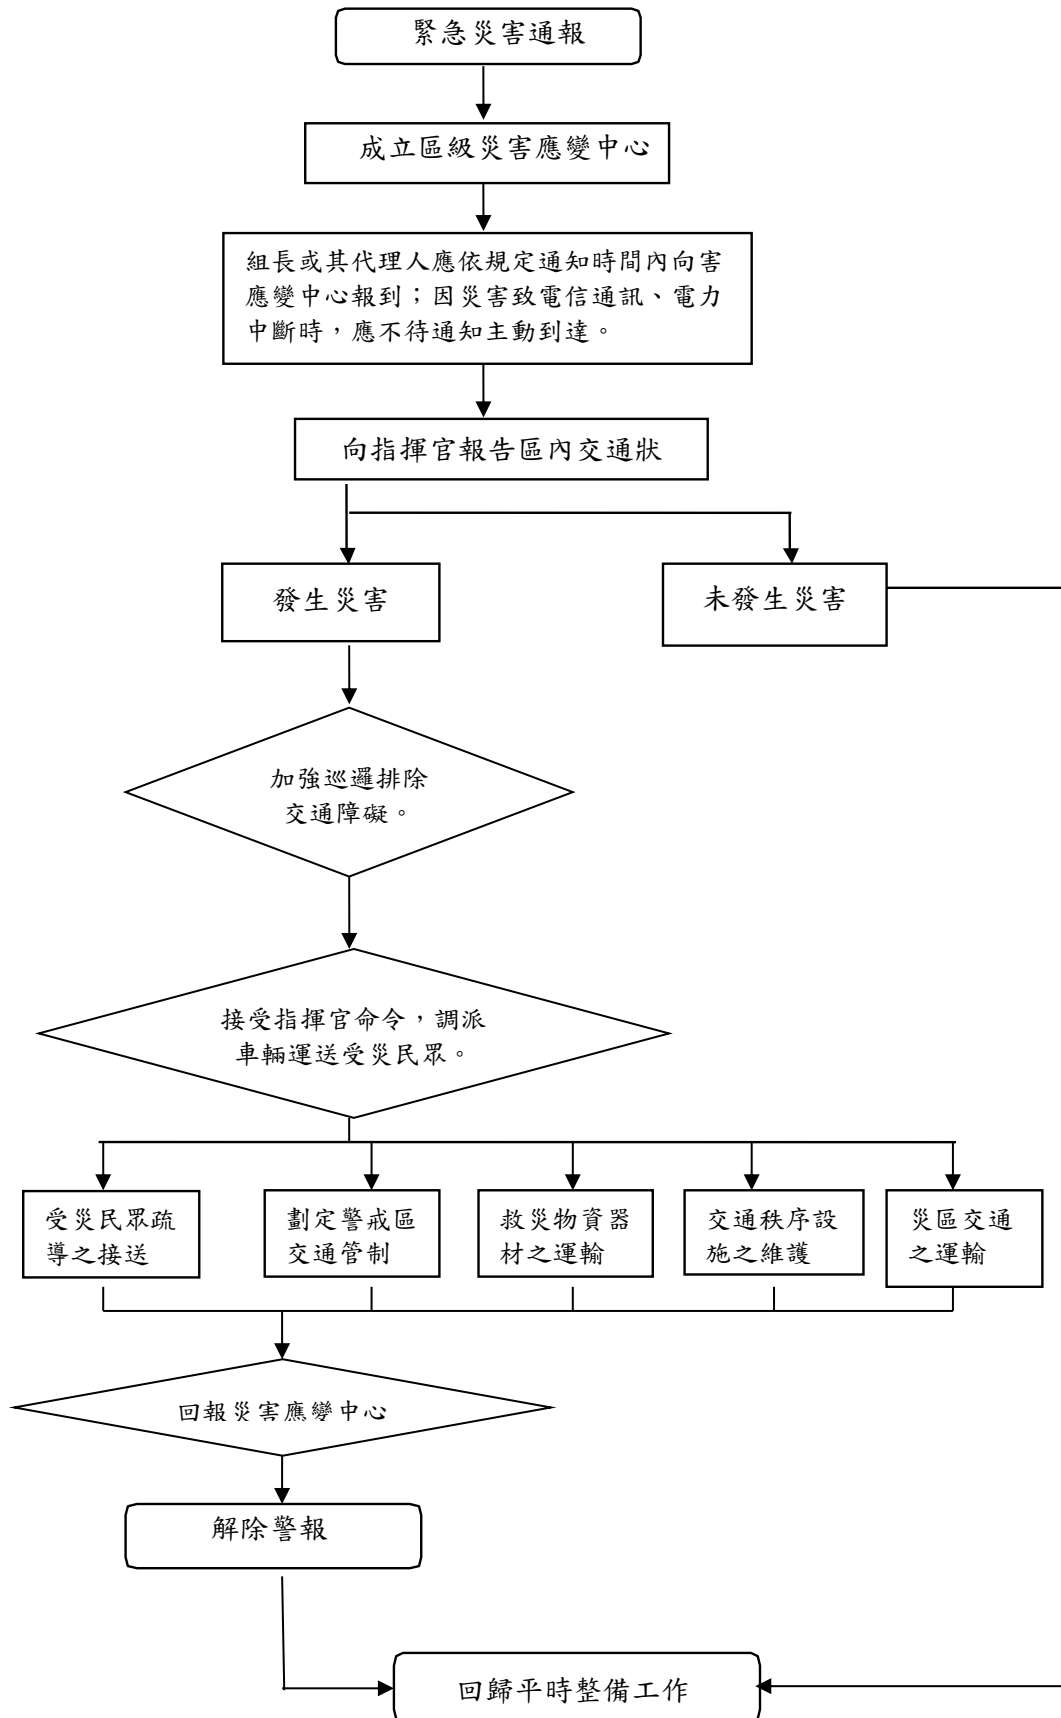 緊急災害通報
成立區級災害應變中心
組長或其代理人應依規定通知時間內向害
應變中心報到；因災害致電信通訊、電力
中斷時，應不待通知主動到達。
向指揮官報告區內交通狀
發生災害
未發生災害
加強巡邏排除
交通障礙。
接受指揮官命令，調派
車輛運送受災民眾。
受災民眾疏
導之接送
劃定警戒區
交通管制
救災物資器
材之運輸
交通秩序設
施之維護
災區交通
之運輸
回報災害應變中心
解除警報
回歸平時整備工作